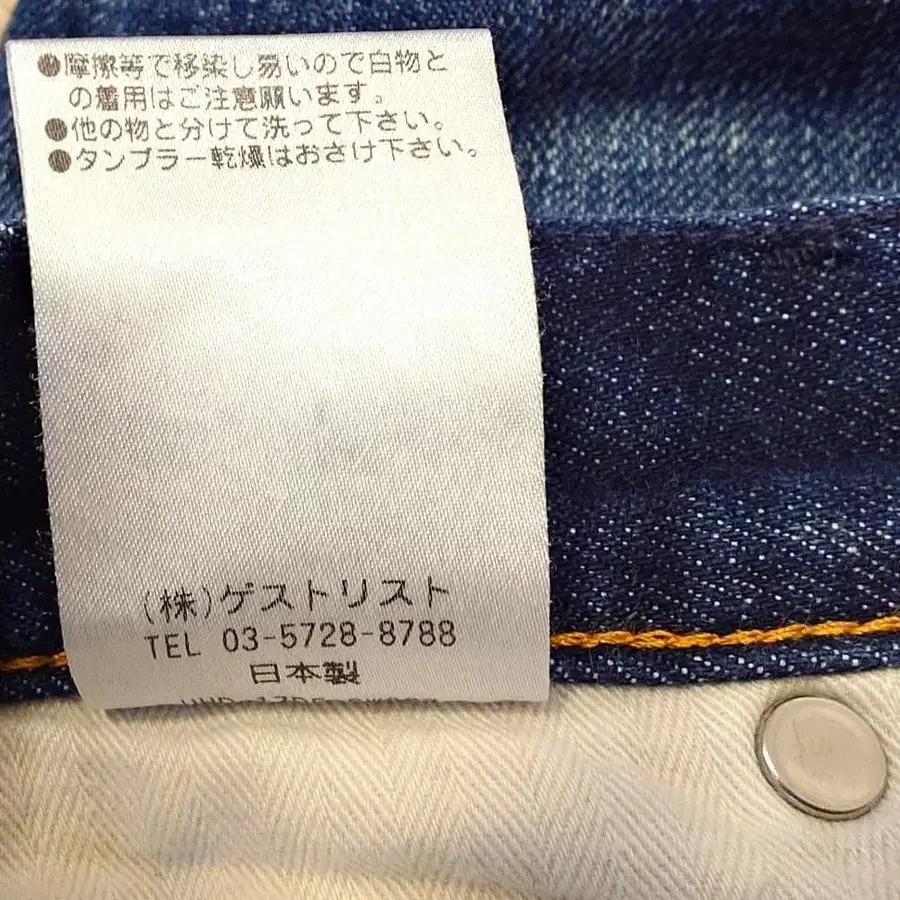 ●摩擦等で移染し易いので白物と
の着用はご注意願います。
●他の物と分けて洗って下さい。
●タンブラー乾燥はおさけ下さい。
(株)ゲストリスト
TEL 03-5728-8788
日本製